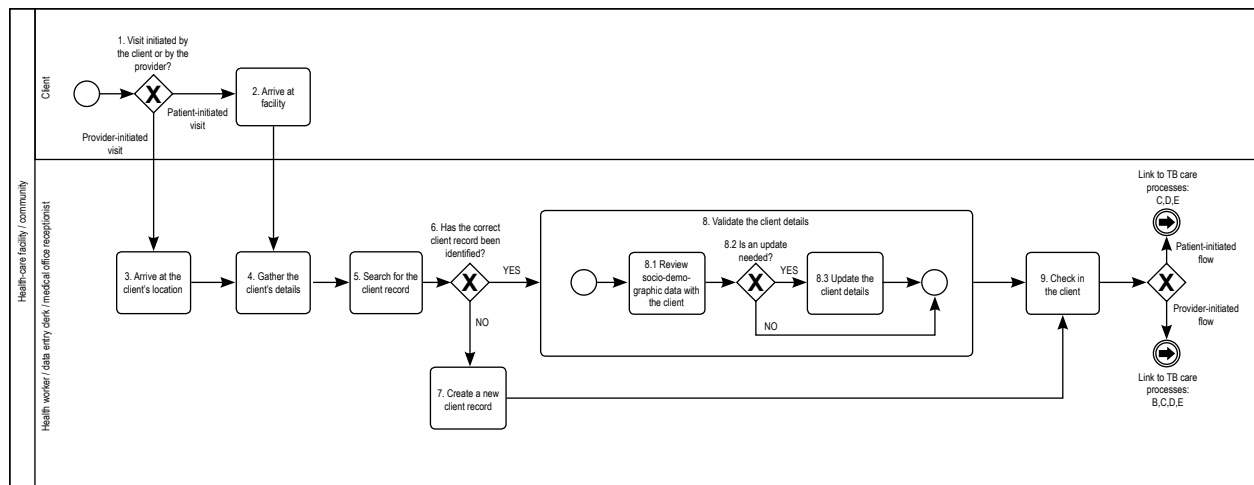 Health-care facility / community
Client
1. Visit initiated by
the client or by the
provider?
X
Patient-initiated
visit
Provider-initiated
visit
2. Arrive at
facility
Health worker / data entry clerk / medical office receptionist
3. Arrive at the
client's location
4. Gather the
client's details
5. Search for the
client record
6. Has the correct
client record been
identified?
X
YES
NO
7. Create a new
client record
8. Validate the client details
8.1 Review
socio-demo-
graphic data with
the client
8.2 Is an update
needed?
X
YES
NO
8.3 Update the
client details
9. Check in
the client
X
Link to TB care
processes:
C,D,E
Patient-initiated
flow
Provider-initiated
flow
Link to TB care
processes:
B,C,D,E